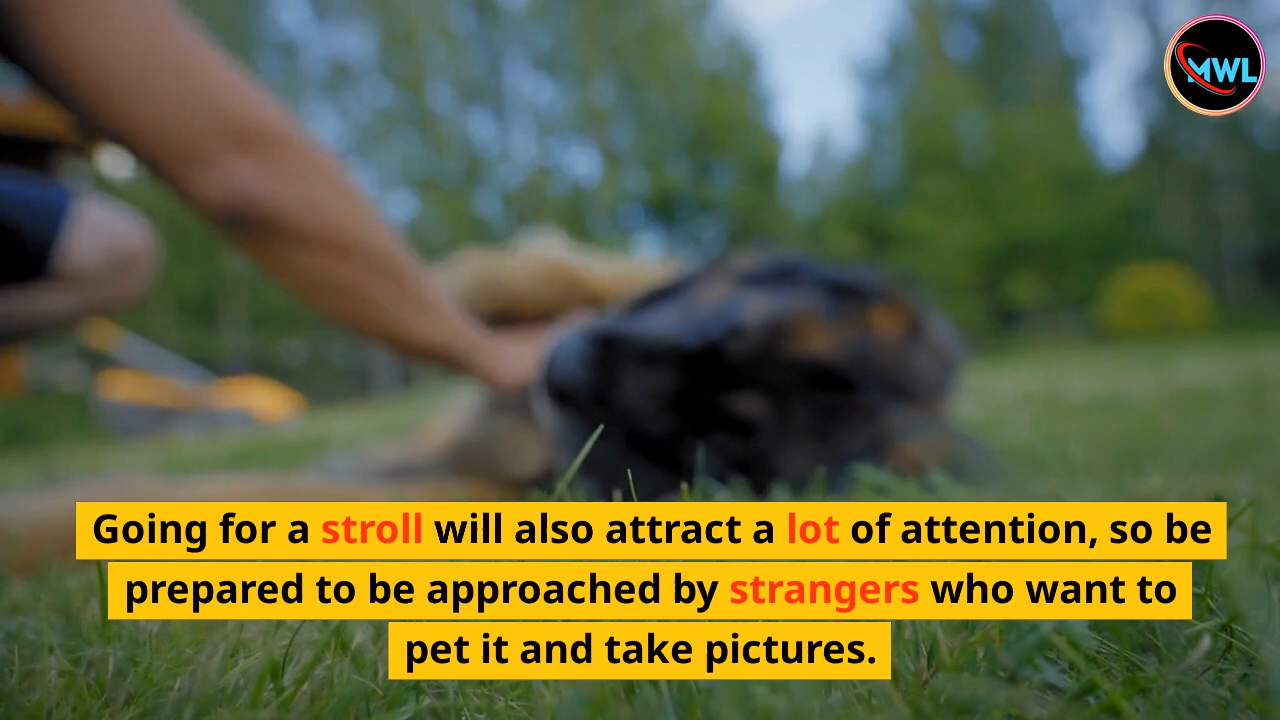 MWL
Going for a stroll will also attract a lot of attention, so be
prepared to be approached by strangers who want to
pet it and take pictures.